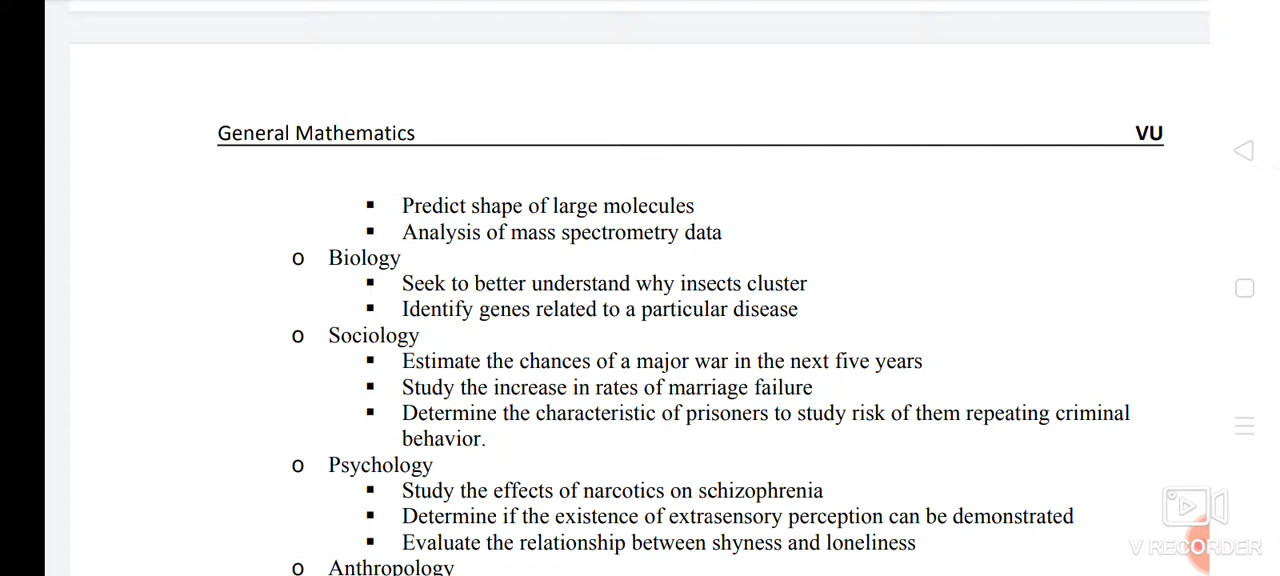 General Mathematics VU
▪ Predict shape of large molecules
▪ Analysis of mass spectrometry data
o Biology
▪ Seek to better understand why insects cluster
▪ Identify genes related to a particular disease
o Sociology
▪ Estimate the chances of a major war in the next five years
▪ Study the increase in rates of marriage failure
▪ Determine the characteristic of prisoners to study risk of them repeating criminal
behavior.
o Psychology
▪ Study the effects of narcotics on schizophrenia
▪ Determine if the existence of extrasensory perception can be demonstrated
▪ Evaluate the relationship between shyness and loneliness
o Anthropology
V RECORDER